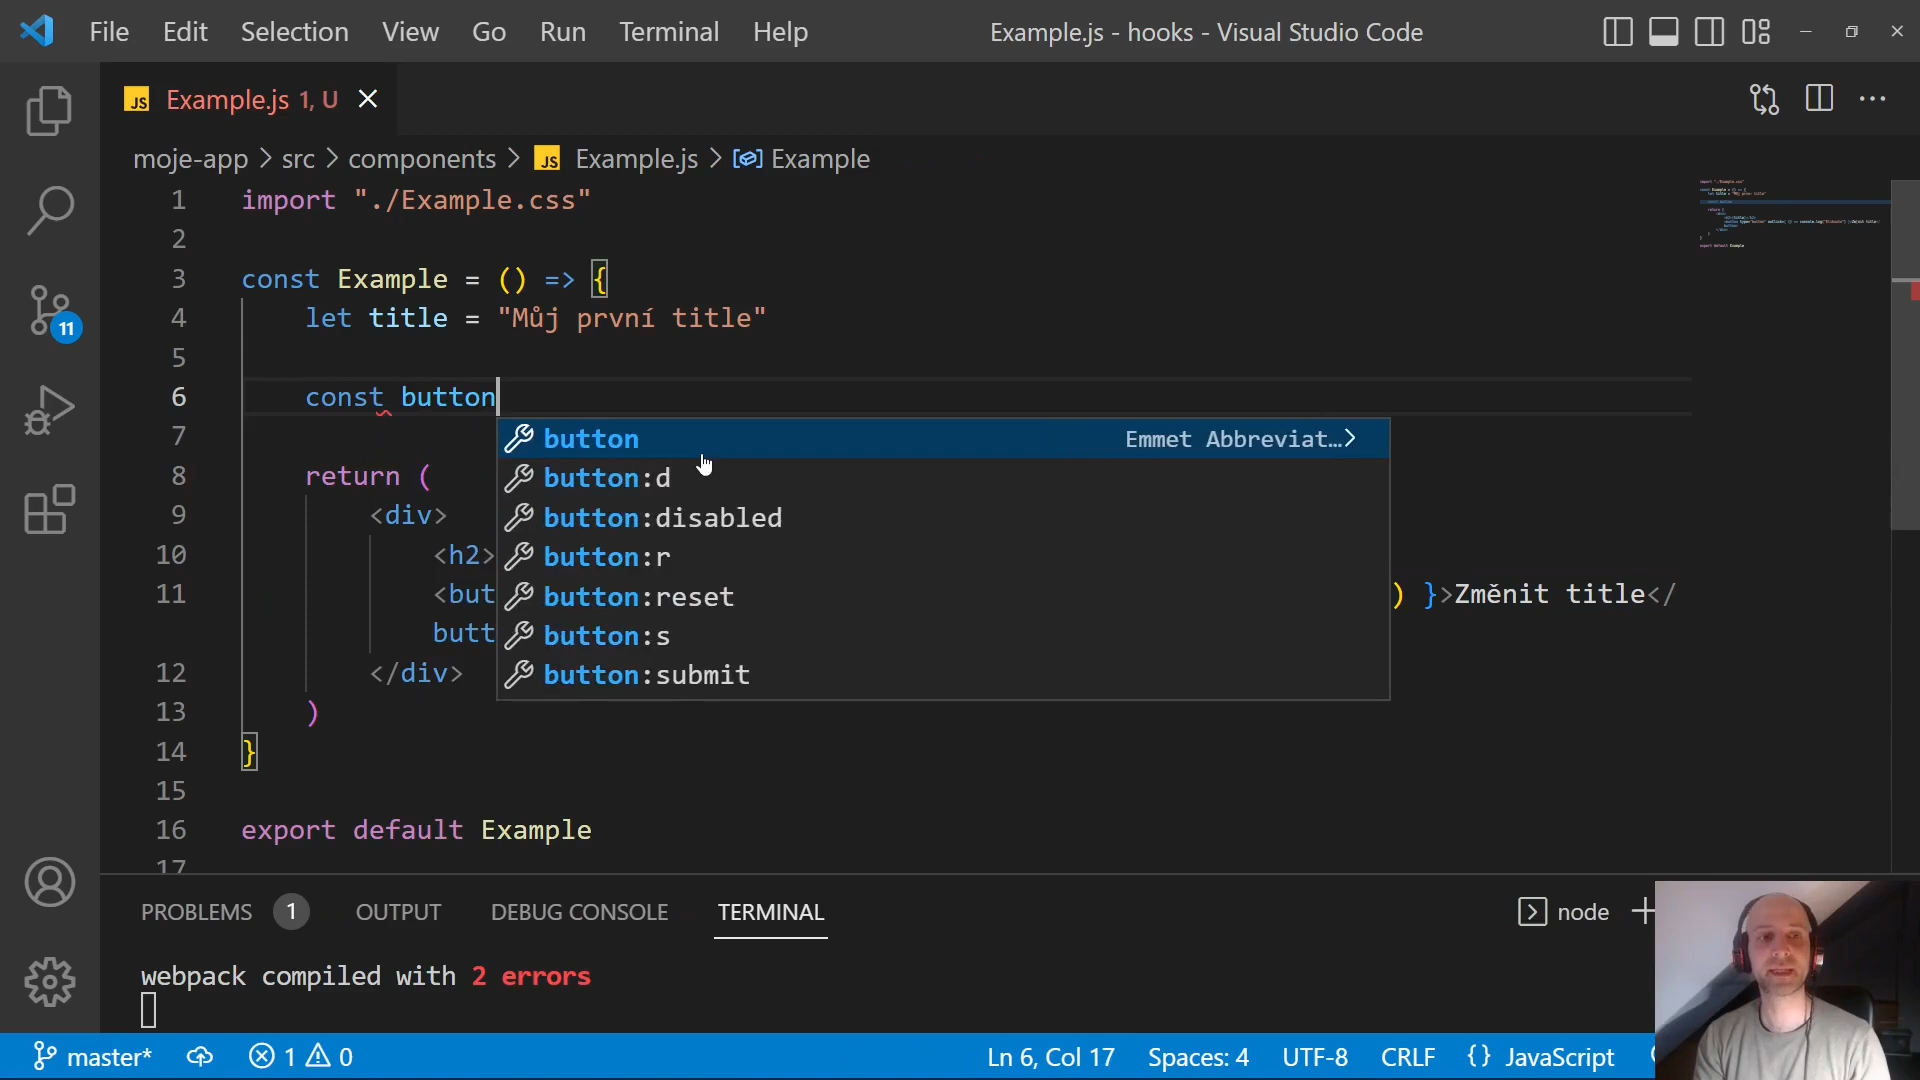 File Edit Selection View Go Run Terminal Help Example.js - hooks - Visual Studio Code
JS Example.js 1, U
moje-app > src > components > JS Example.js > Example
1 import "./Example.css"
2
3 const Example = () => {
4 let title = "Můj první title"
5
6 const button
7
8 return (
9 <div>
10 <h2>
11 <but ) }>Změnit title</
butt
12 </div>
13 )
14 }
15
16 export default Example
17
button Emmet Abbreviat…>
button:d
button:disabled
button:r
button:reset
button:s
button:submit
11
PROBLEMS 1 OUTPUT DEBUG CONSOLE TERMINAL node
webpack compiled with 2 errors
master* 1 0 Ln 6, Col 17 Spaces: 4 UTF-8 CRLF {} JavaScript